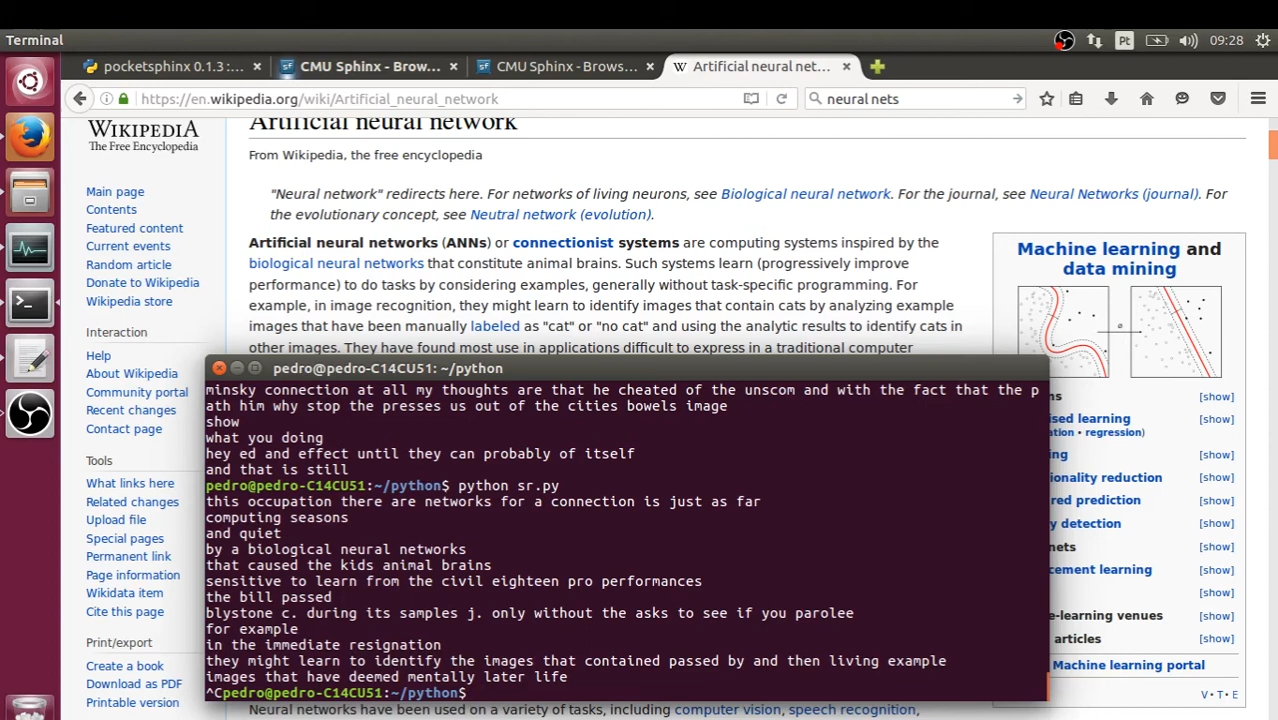 Terminal
Pt
09:28
pocketsphinx 0.1.3 :...
CMU Sphinx - Brow...
CMU Sphinx - Brows...
W Artificial neural net...
https://en.wikipedia.org/wiki/Artificial_neural_network
neural nets
WIKIPEDIA
The Free Encyclopedia
Main page
Contents
Featured content
Current events
Random article
Donate to Wikipedia
Wikipedia store
Interaction
Help
About Wikipedia
Community portal
Recent changes
Contact page
Tools
What links here
Related changes
Upload file
Special pages
Permanent link
Page information
Wikidata item
Cite this page
Print/export
Create a book
Download as PDF
Printable version
Artificial neural network
From Wikipedia, the free encyclopedia
"Neural network" redirects here. For networks of living neurons, see Biological neural network. For the journal, see Neural Networks (journal). For
the evolutionary concept, see Neutral network (evolution).
Artificial neural networks (ANNs) or connectionist systems are computing systems inspired by the
biological neural networks that constitute animal brains. Such systems learn (progressively improve
performance) to do tasks by considering examples, generally without task-specific programming. For
example, in image recognition, they might learn to identify images that contain cats by analyzing example
images that have been manually labeled as "cat" or "no cat" and using the analytic results to identify cats in
other images. They have found most use in applications difficult to express in a traditional computer
Machine learning and
data mining
ms [show]
ised learning [show]
tion • regression)
ing [show]
ionality reduction [show]
red prediction [show]
y detection [show]
nets [show]
cement learning [show]
e-learning venues [show]
articles [show]
Machine learning portal
V • T • E
pedro@pedro-C14CU51: ~/python
minsky connection at all my thoughts are that he cheated of the unscom and with the fact that the p
ath him why stop the presses us out of the cities bowels image
show
what you doing
hey ed and effect until they can probably of itself
and that is still
pedro@pedro-C14CU51:~/python$ python sr.py
this occupation there are networks for a connection is just as far
computing seasons
and quiet
by a biological neural networks
that caused the kids animal brains
sensitive to learn from the civil eighteen pro performances
the bill passed
blystone c. during its samples j. only without the asks to see if you parolee
for example
in the immediate resignation
they might learn to identify the images that contained passed by and then living example
images that have deemed mentally later life
^Cpedro@pedro-C14CU51:~/python$
Neural networks have been used on a variety of tasks, including computer vision, speech recognition,